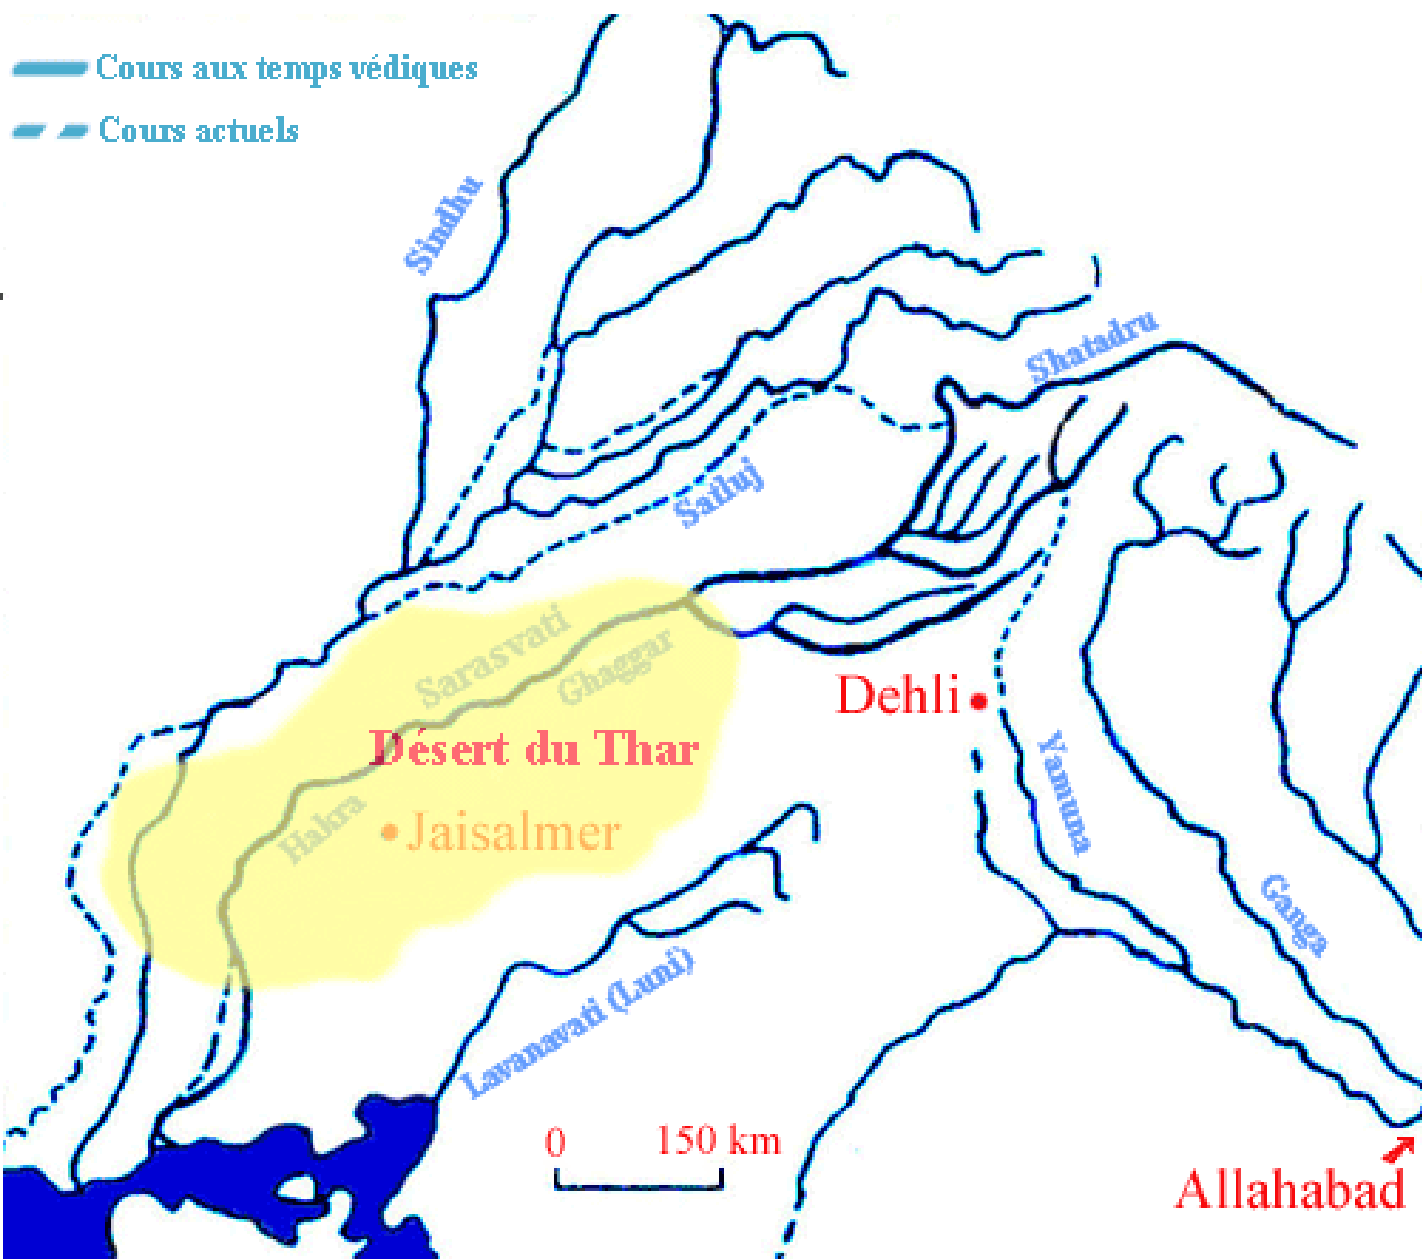 Cours aux temps védiques
Cours actuels
Sindhu
Shatadru
Satluj
Sarasvati
Ghaggar
Dehli
Désert du Thar
Yamuna
Hakra
Jaisalmer
Ganga
Lavanavati (Luni)
0 150 km
Allahabad